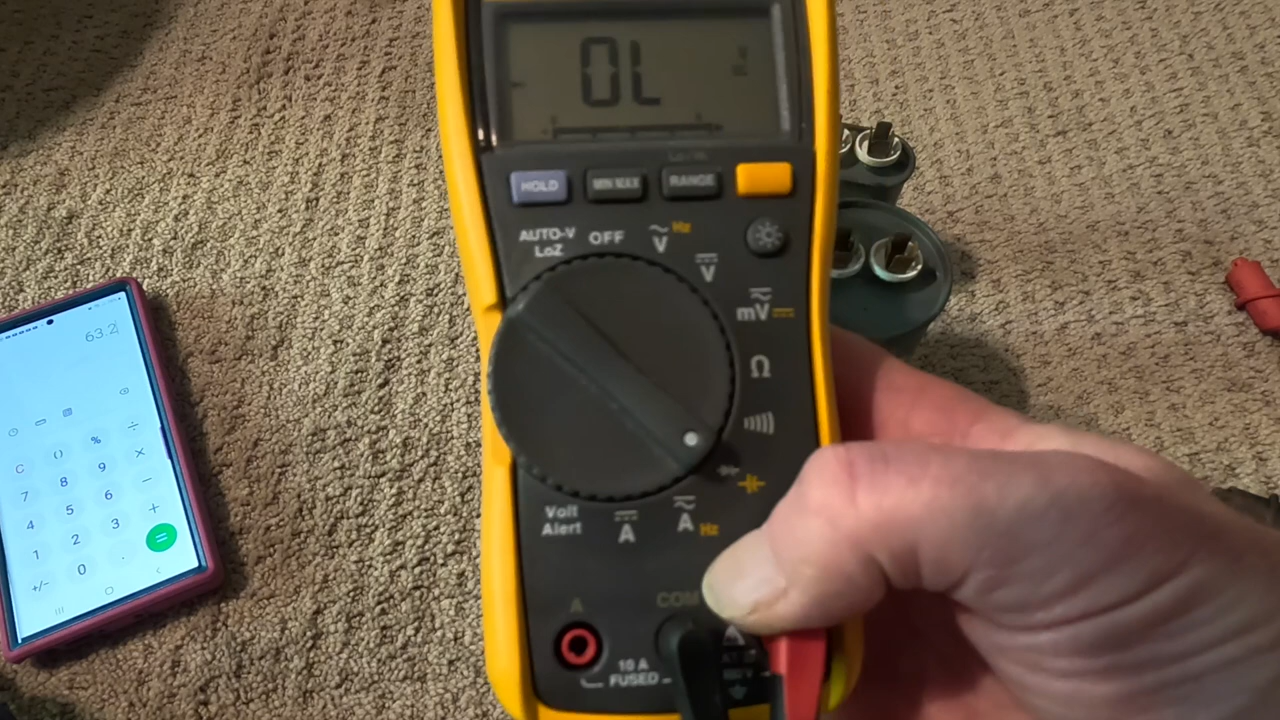 OL
HOLD
MIN MAX
RANGE
AUTO-V
LoZ
OFF
V
Hz
V
mV
Ω
Volt
Alert
A
A
Hz
A
COM
10 A
FUSED
63.2
C
()
%
÷
7
8
9
×
4
5
6
−
1
2
3
+
+/−
0
.
=